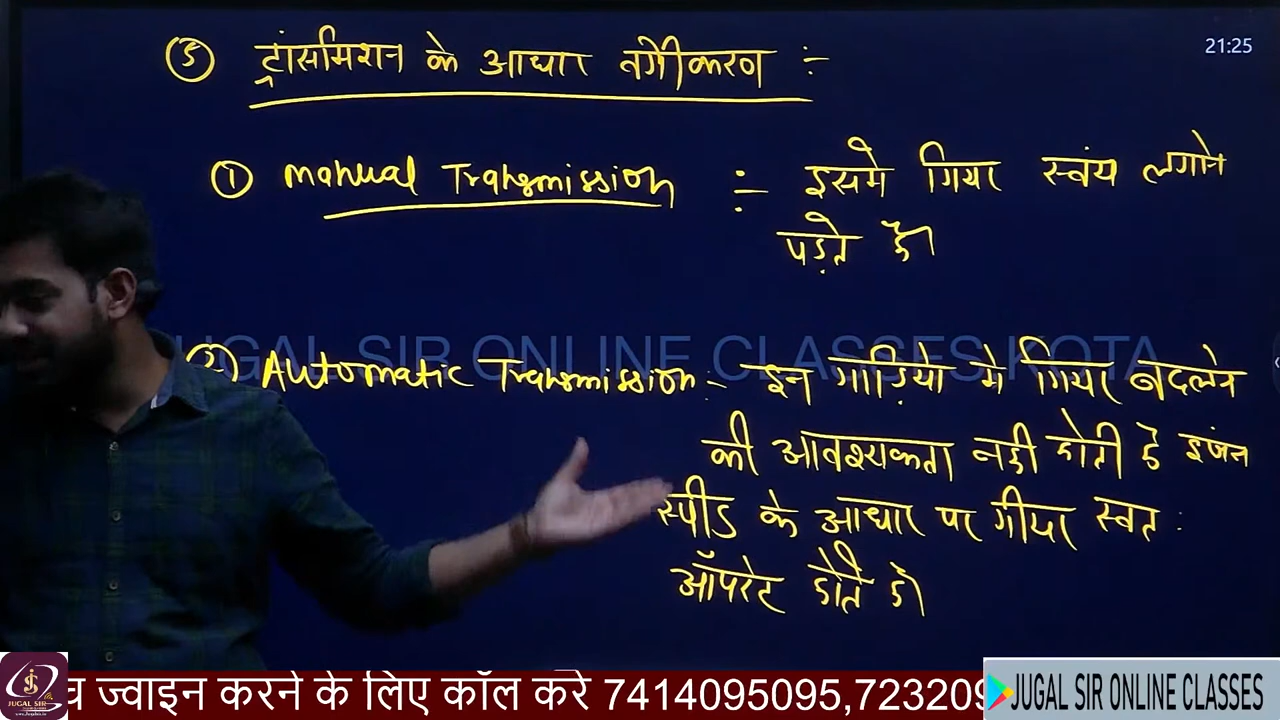 21:25
⑤ ट्रांसमिशन के आधार वर्गीकरण :-
① Manual Transmission :- इसमे गियर स्वंय लगाने
पड़ते है।
JUGAL SIR ONLINE CLASSES KOTA
② Automatic Transmission :- इन गाड़ियो मे गियर बदलने
की आवश्यकता नही होती है इंजन
स्पीड के आधार पर गीयर स्वत:
ऑपरेट होते है।
ज्वाइन करने के लिए कॉल करे 7414095095,723209
JUGAL SIR ONLINE CLASSES
JUGAL SIR